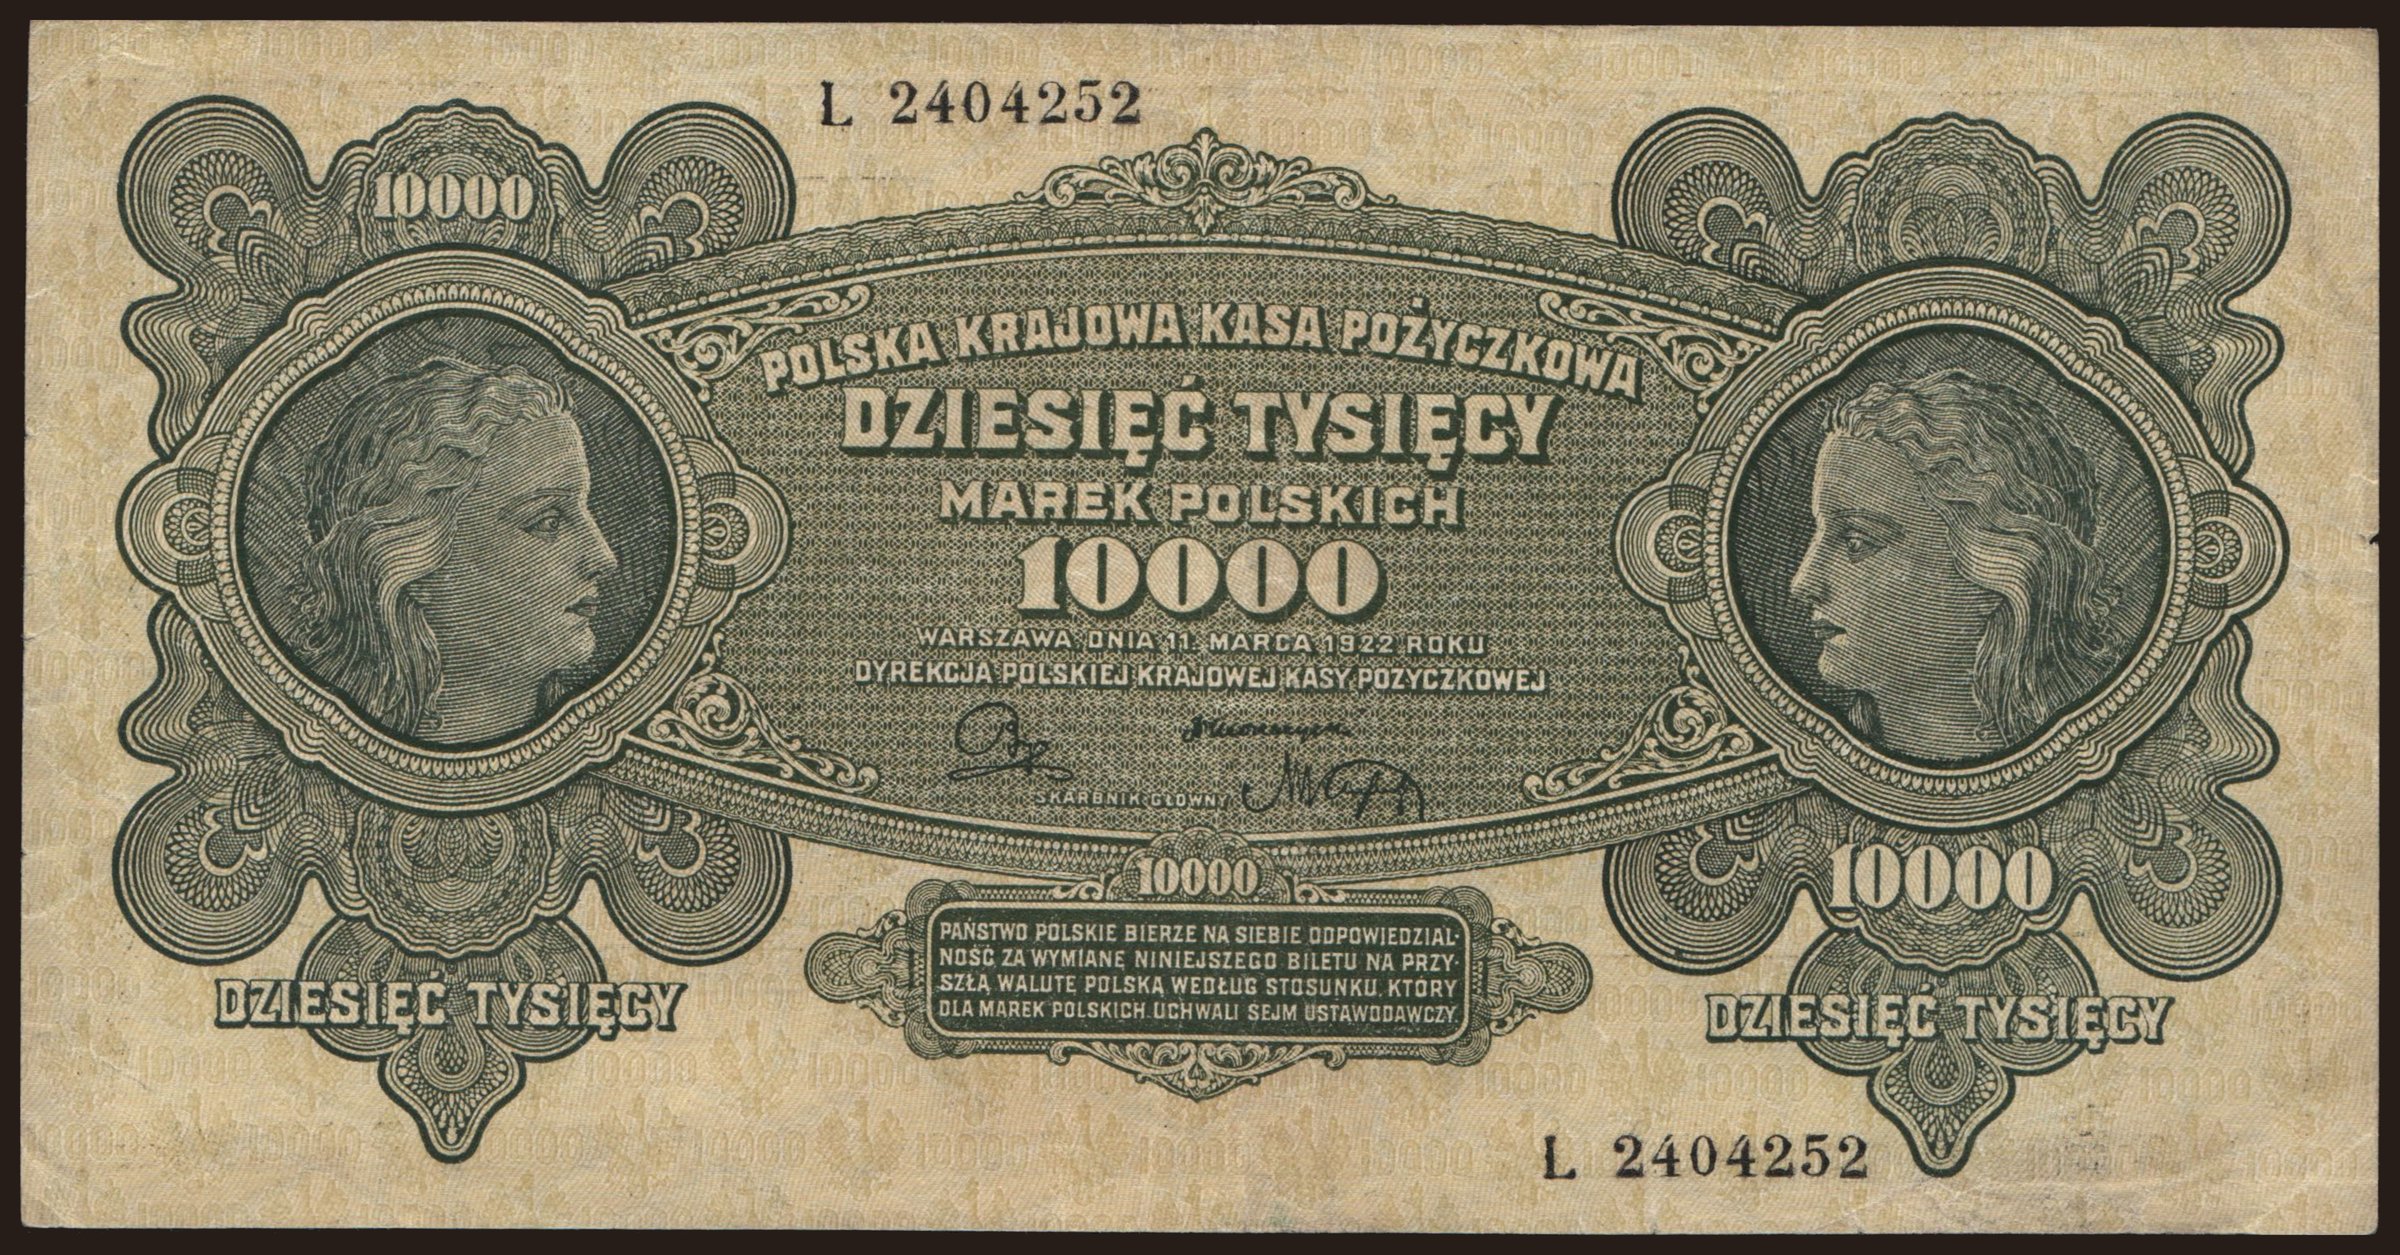 L 2404252
10000
POLSKA KRAJOWA KASA POŻYCZKOWA
DZIESIĘĆ TYSIĘCY
MAREK POLSKICH
10000
WARSZAWA, DNIA 11. MARCA 1922 ROKU
DYREKCJA POLSKIEJ KRAJOWEJ KASY POŻYCZKOWEJ
SKARBNIK GŁÓWNY
10000
10000
PAŃSTWO POLSKIE BIERZE NA SIEBIE ODPOWIEDZIAL-
NOŚĆ ZA WYMIANĘ NINIEJSZEGO BILETU NA PRZY-
SZŁĄ WALUTĘ POLSKĄ WEDŁUG STOSUNKU, KTÓRY
DLA MAREK POLSKICH UCHWALI SEJM USTAWODAWCZY.
DZIESIĘĆ TYSIĘCY
DZIESIĘĆ TYSIĘCY
L 2404252